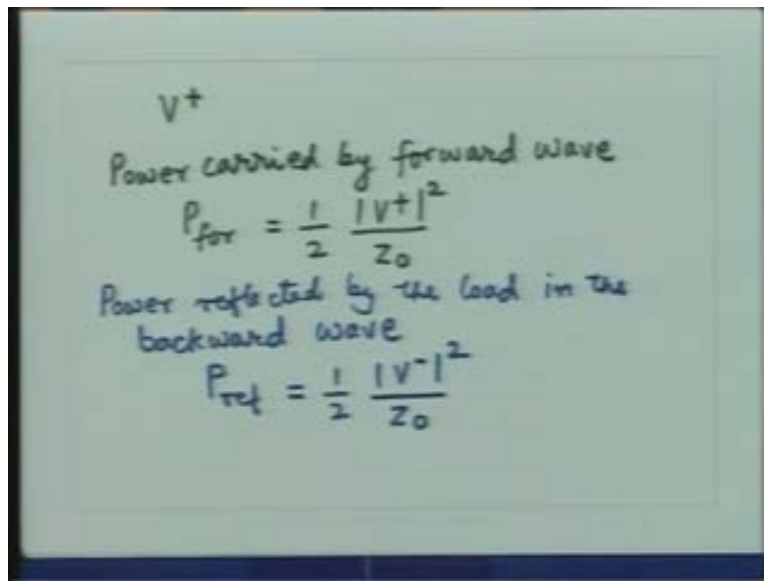 V+
Power carried by forward wave
P_for = 1/2 |V+|²/Z₀
Power reflected by the load in the
backward wave
P_ref = 1/2 |V-|²/Z₀